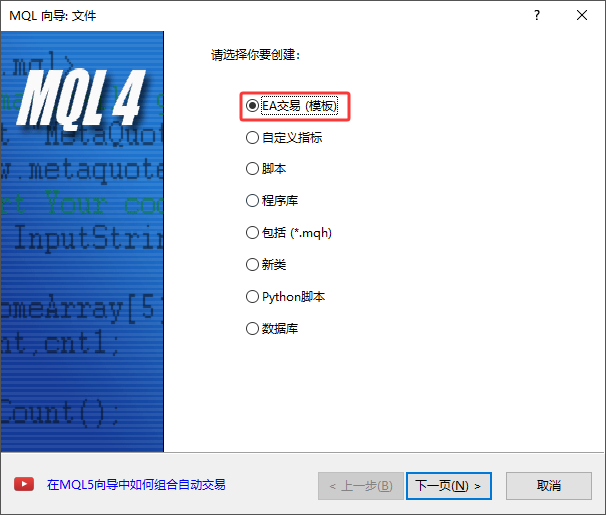 MQL 向导: 文件
?
请选择你要创建:
MQL 4
EA交易 (模板)
自定义指标
脚本
程序库
包括 (*.mqh)
新类
Python脚本
数据库
MetaQuot
w.metaquote
rt Your cod
InputStrin
omeArray[5]
nt,cnt1;
Count();
在MQL5向导中如何组合自动交易
< 上一步(B)
下一页(N) >
取消